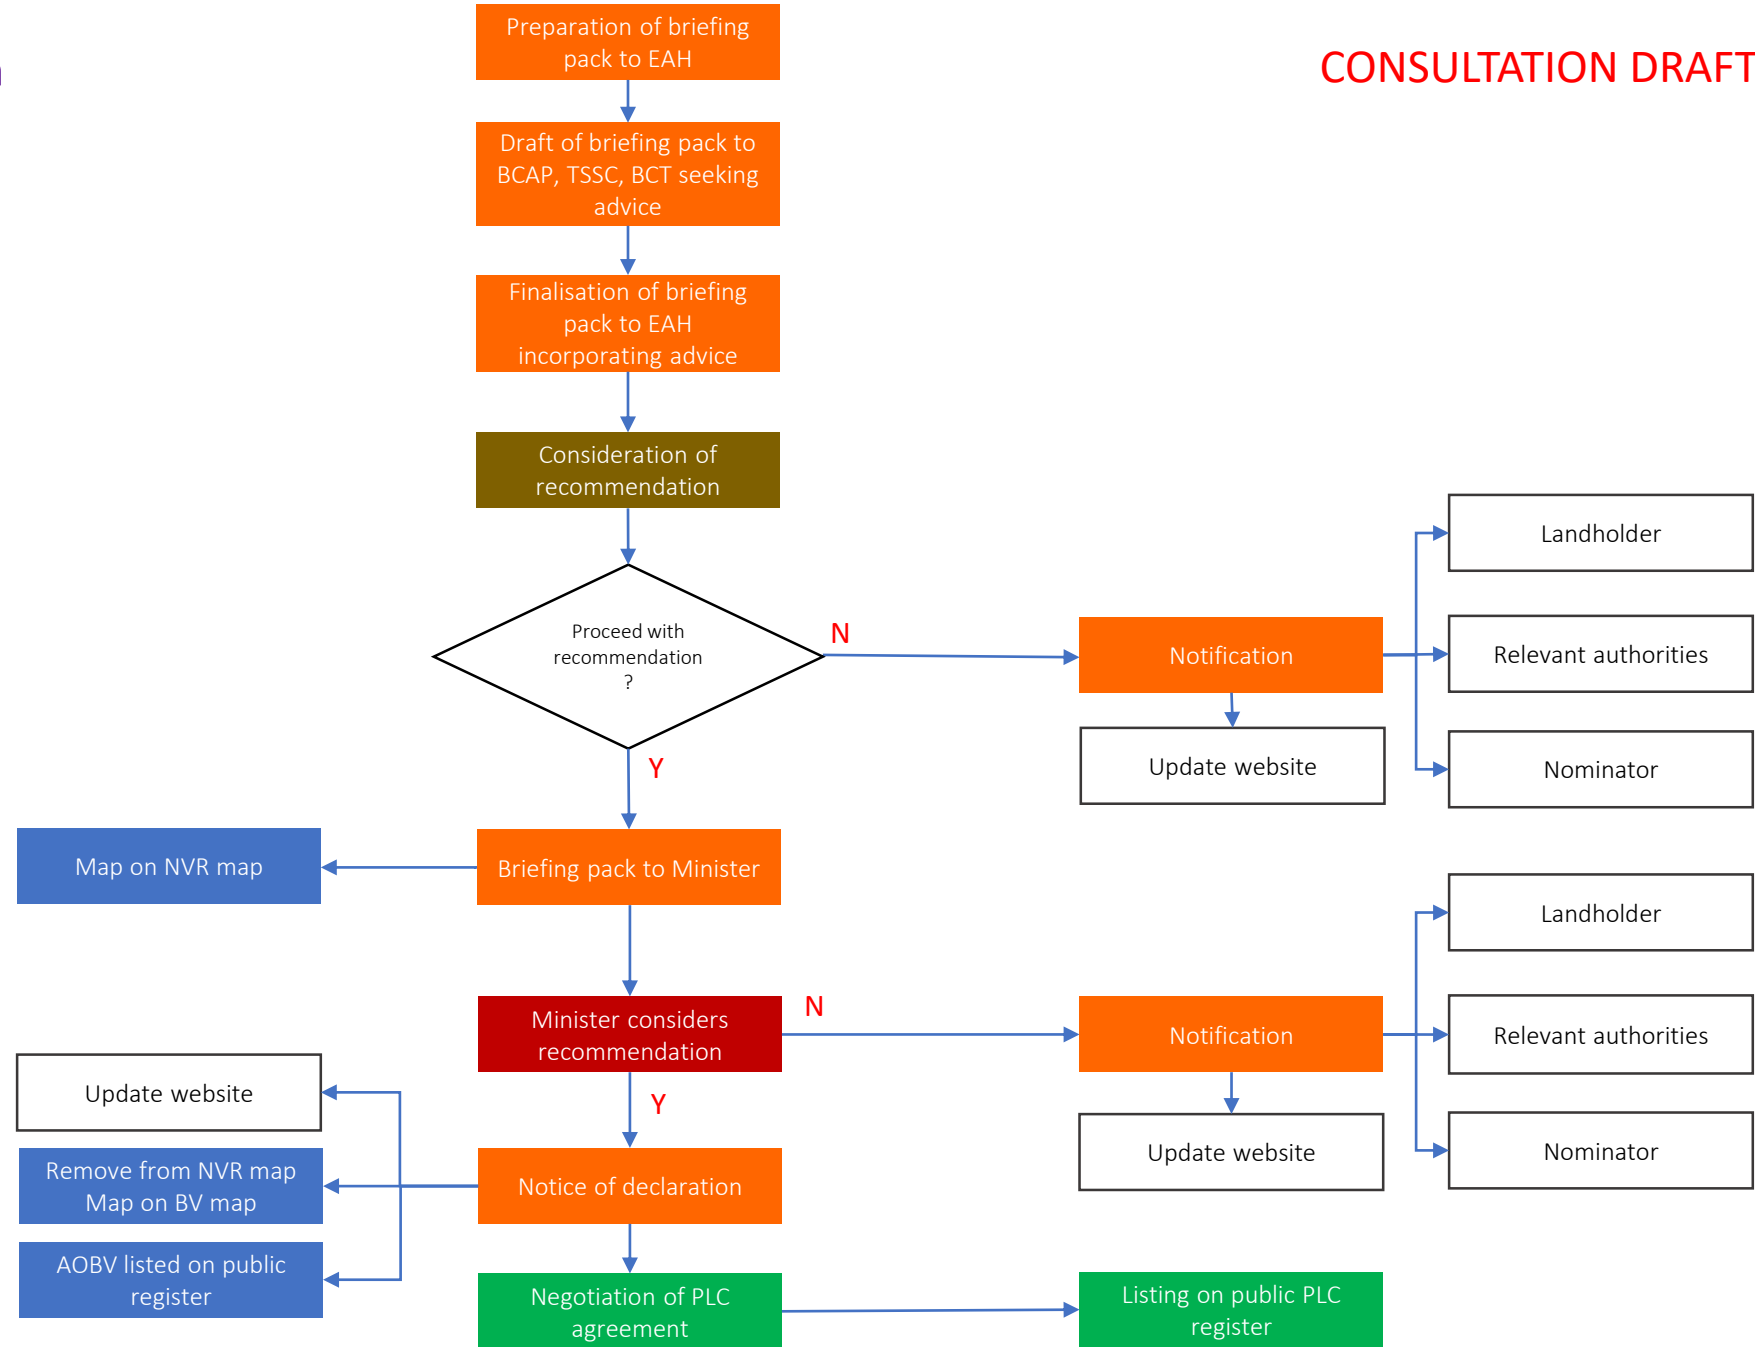 Preparation of briefing
pack to EAH
CONSULTATION DRAFT
Draft of briefing pack to
BCAP, TSSC, BCT seeking
advice
Finalisation of briefing
pack to EAH
incorporating advice
Consideration of
recommendation
Proceed with
recommendation
?
N
Notification
Landholder
Relevant authorities
Nominator
Update website
Y
Map on NVR map
Briefing pack to Minister
Minister considers
recommendation
N
Notification
Landholder
Relevant authorities
Nominator
Update website
Y
Update website
Remove from NVR map
Map on BV map
AOBV listed on public
register
Notice of declaration
Negotiation of PLC
agreement
Listing on public PLC
register